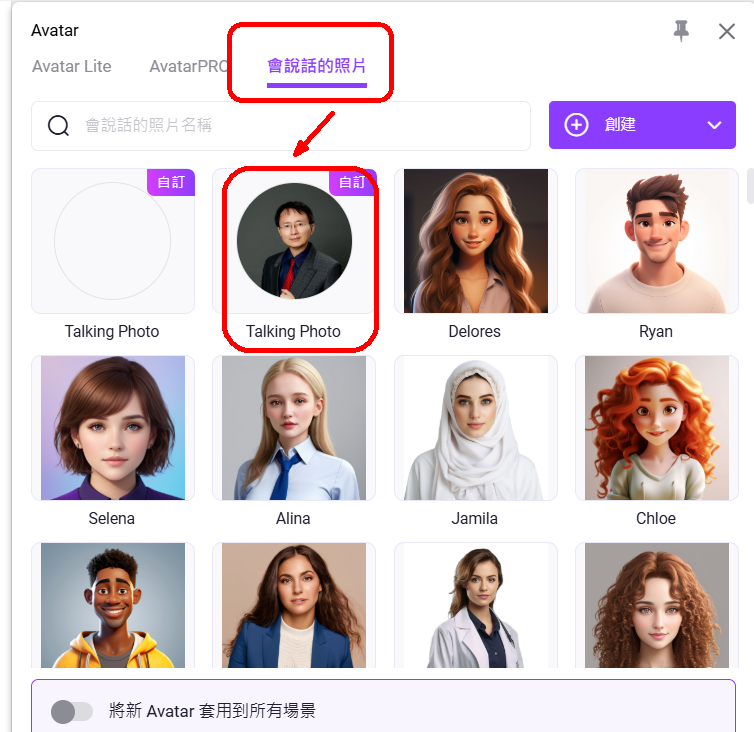 Avatar
Avatar Lite
AvatarPRO
會說話的照片
會說話的照片名稱
創建
自訂
自訂
Talking Photo
Talking Photo
Delores
Ryan
Selena
Alina
Jamila
Chloe
將新 Avatar 套用到所有場景